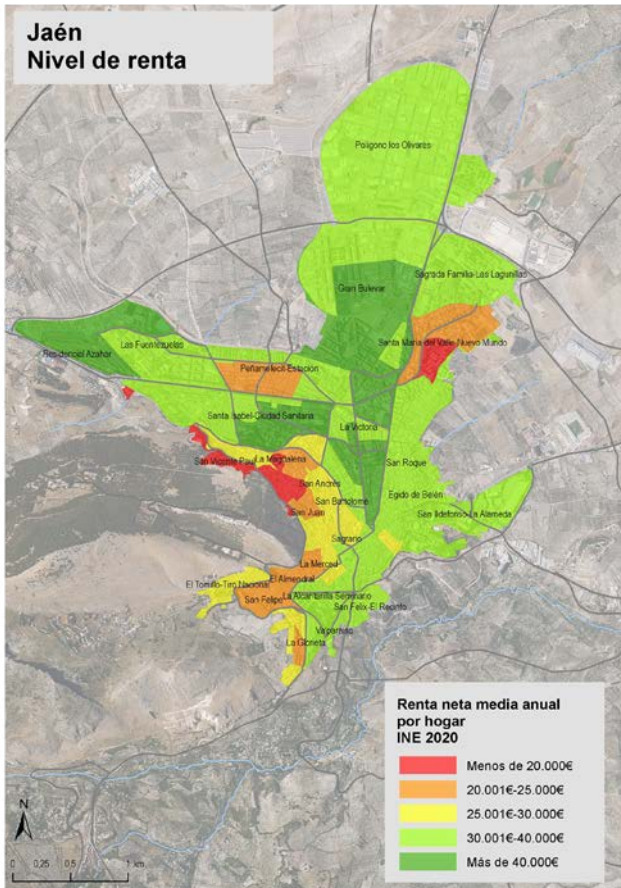 Jaén
Nivel de renta
Polígono los Olivares
Sagrada Familia-Las Lagunillas
Gran Bulevar
Santa María del Valle-Nuevo Mundo
Las Fuentezuelas
Residencial Azahar
Peñamefécit-Estación
Santa Isabel-Ciudad Sanitaria
La Victoria
San Vicente Paul
La Magdalena
San Roque
San Andrés
Egido de Belén
San Bartolomé
San Juan
San Ildefonso-La Alameda
Sagrario
La Merced
El Tomillo-Tiro Nacional
El Almendral
San Felipe
La Alcantarilla Seminario
San Felix-El Recinto
Valparaíso
La Glorieta
Renta neta media anual
por hogar
INE 2020
Menos de 20.000€
20.001€-25.000€
25.001€-30.000€
30.001€-40.000€
Más de 40.000€
N
0 0,25 0,5 1 km